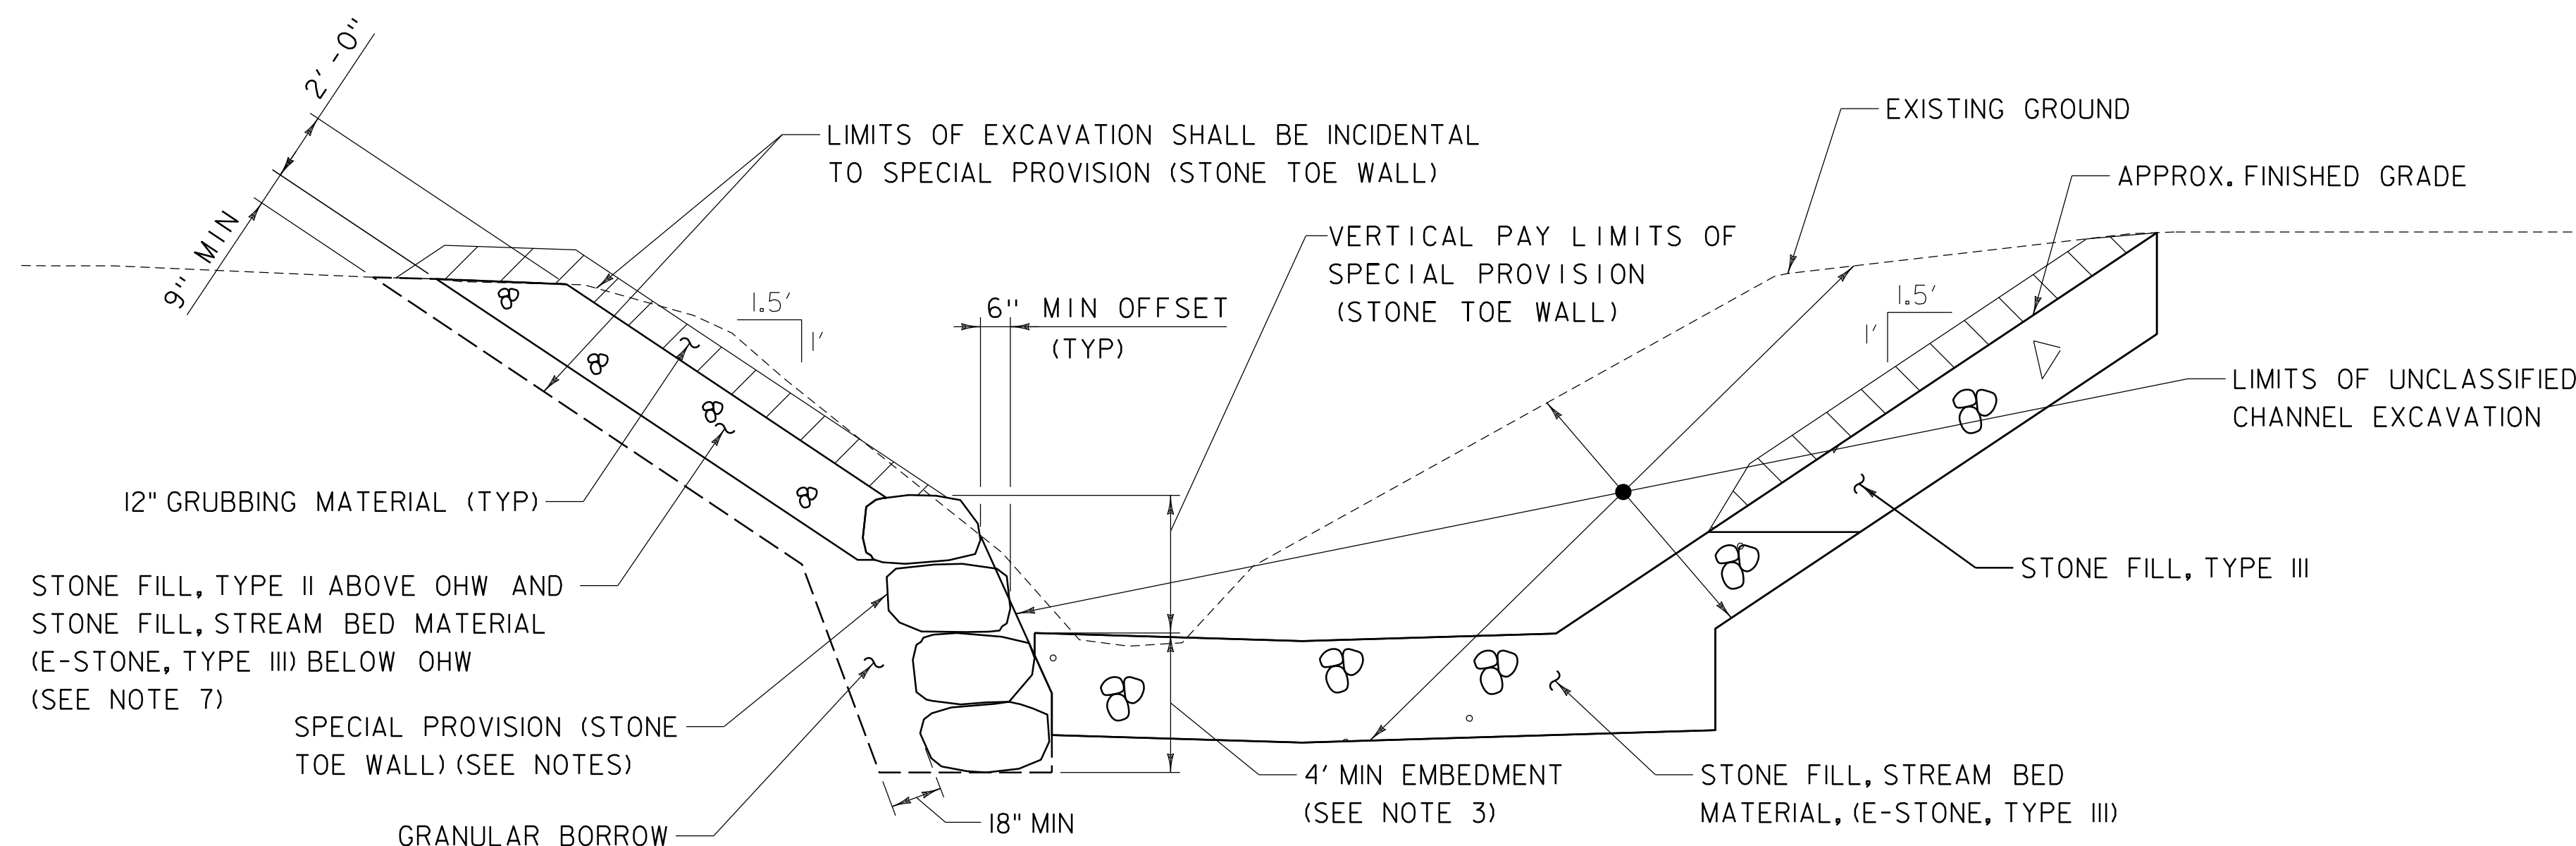 2'-0"
9" MIN
LIMITS OF EXCAVATION SHALL BE INCIDENTAL
TO SPECIAL PROVISION (STONE TOE WALL)
EXISTING GROUND
APPROX. FINISHED GRADE
VERTICAL PAY LIMITS OF
SPECIAL PROVISION
(STONE TOE WALL)
1.5'
1'
6" MIN OFFSET
(TYP)
1.5'
1'
LIMITS OF UNCLASSIFIED
CHANNEL EXCAVATION
12" GRUBBING MATERIAL (TYP)
STONE FILL, TYPE II ABOVE OHW AND
STONE FILL, STREAM BED MATERIAL
(E-STONE, TYPE III) BELOW OHW
(SEE NOTE 7)
STONE FILL, TYPE III
SPECIAL PROVISION (STONE
TOE WALL) (SEE NOTES)
GRANULAR BORROW
18" MIN
4' MIN EMBEDMENT
(SEE NOTE 3)
STONE FILL, STREAM BED
MATERIAL, (E-STONE, TYPE III)